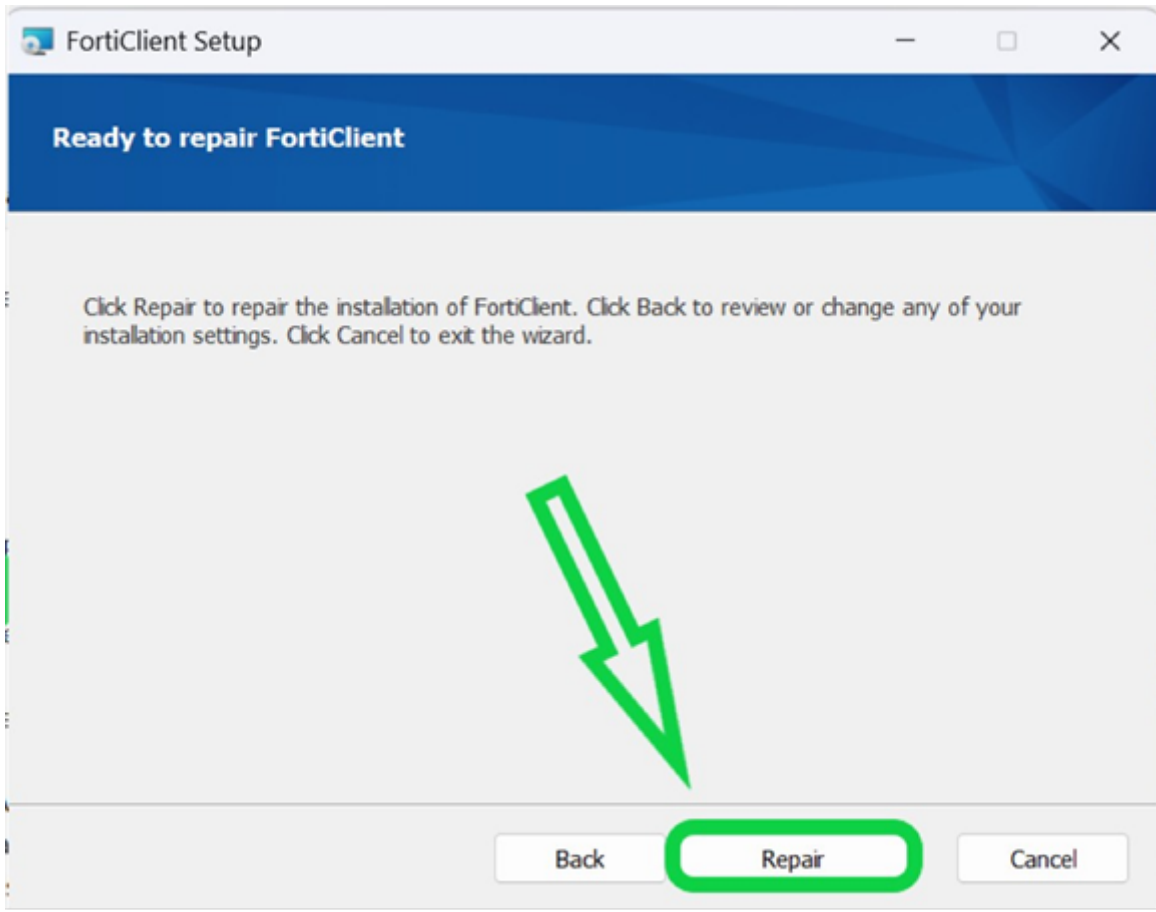 FortiClient Setup
Ready to repair FortiClient
Click Repair to repair the installation of FortiClient. Click Back to review or change any of your
installation settings. Click Cancel to exit the wizard.
Back Repair Cancel